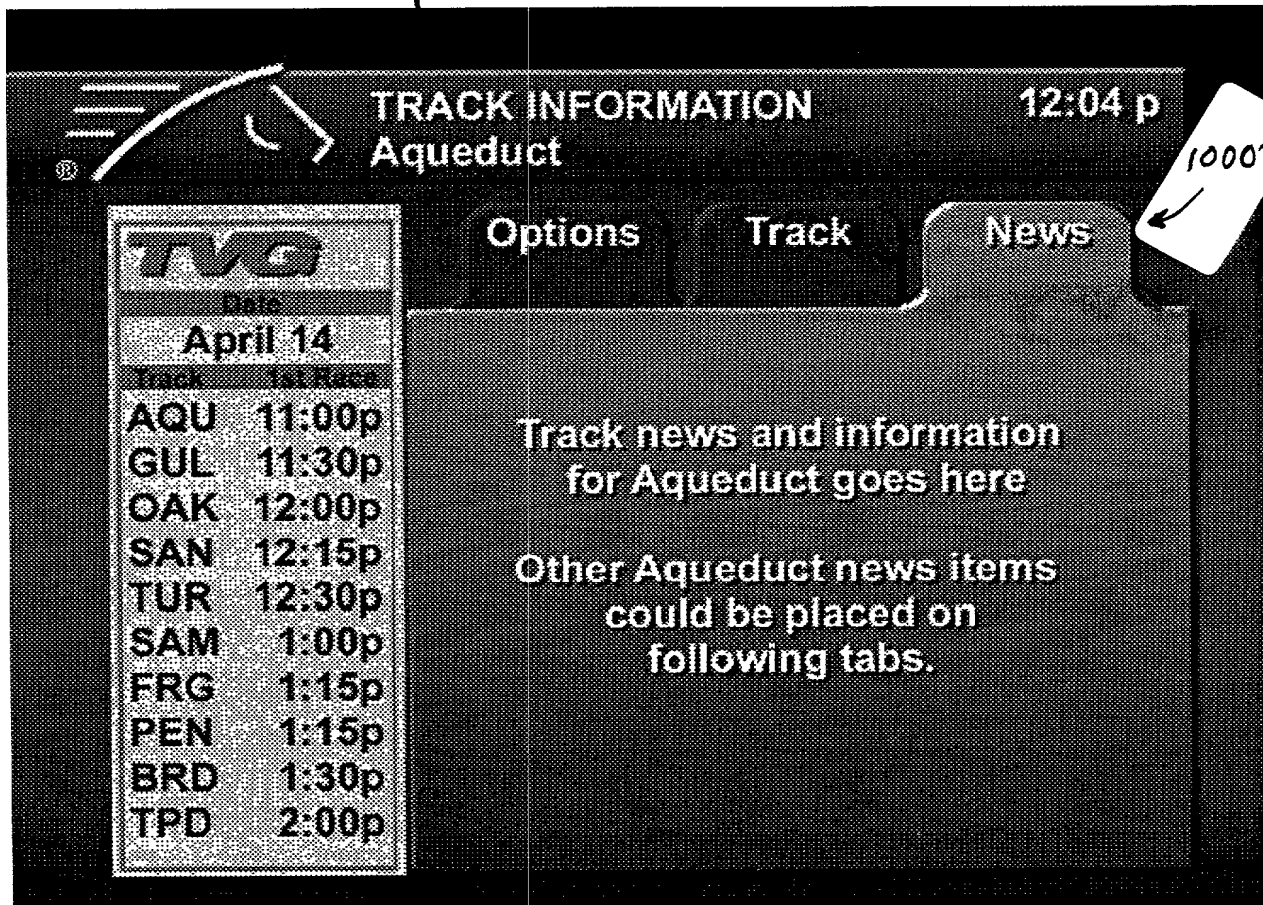 TRACK INFORMATION
12:04 p
Aqueduct
®
1000
Options
Track
News
TVG
Date
April 14
Track 1st Race
AQU 11:00p
GUL 11:30p
OAK 12:00p
SAN 12:15p
TUR 12:30p
SAM 1:00p
FRG 1:15p
PEN 1:15p
BRD 1:30p
TPD 2:00p
Track news and information
for Aqueduct goes here
Other Aqueduct news items
could be placed on
following tabs.